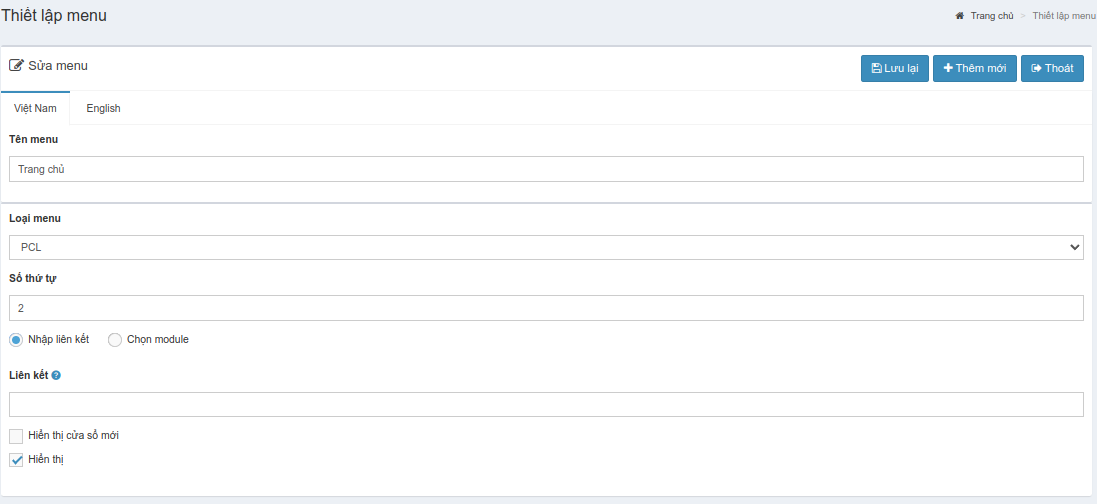 Thiết lập menu
Trang chủ > Thiết lập menu
Sửa menu
Lưu lại Thêm mới Thoát
Việt Nam English
Tên menu
Trang chủ
Loại menu
PCL
Số thứ tự
2
Nhập liên kết Chọn module
Liên kết
Hiển thị cửa sổ mới
Hiển thị